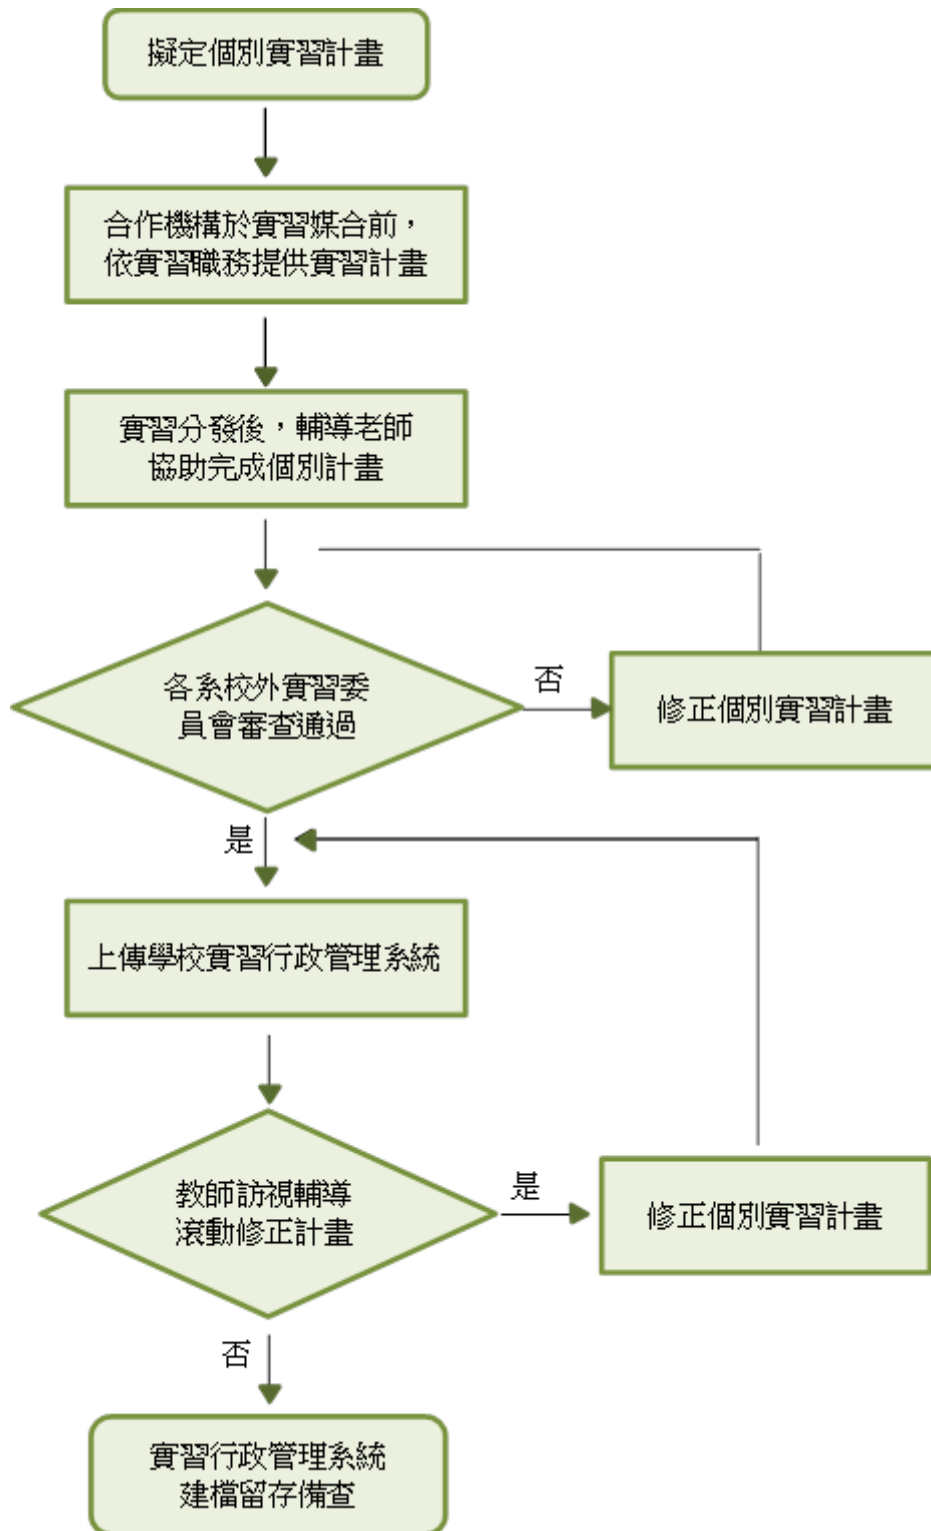 擬定個別實習計畫
合作機構於實習媒合前，
依實習職務提供實習計畫
實習分發後，輔導老師
協助完成個別計畫
各系校外實習委
員會審查通過
否
修正個別實習計畫
是
上傳學校實習行政管理系統
教師訪視輔導
滾動修正計畫
是
修正個別實習計畫
否
實習行政管理系統
建檔留存備查